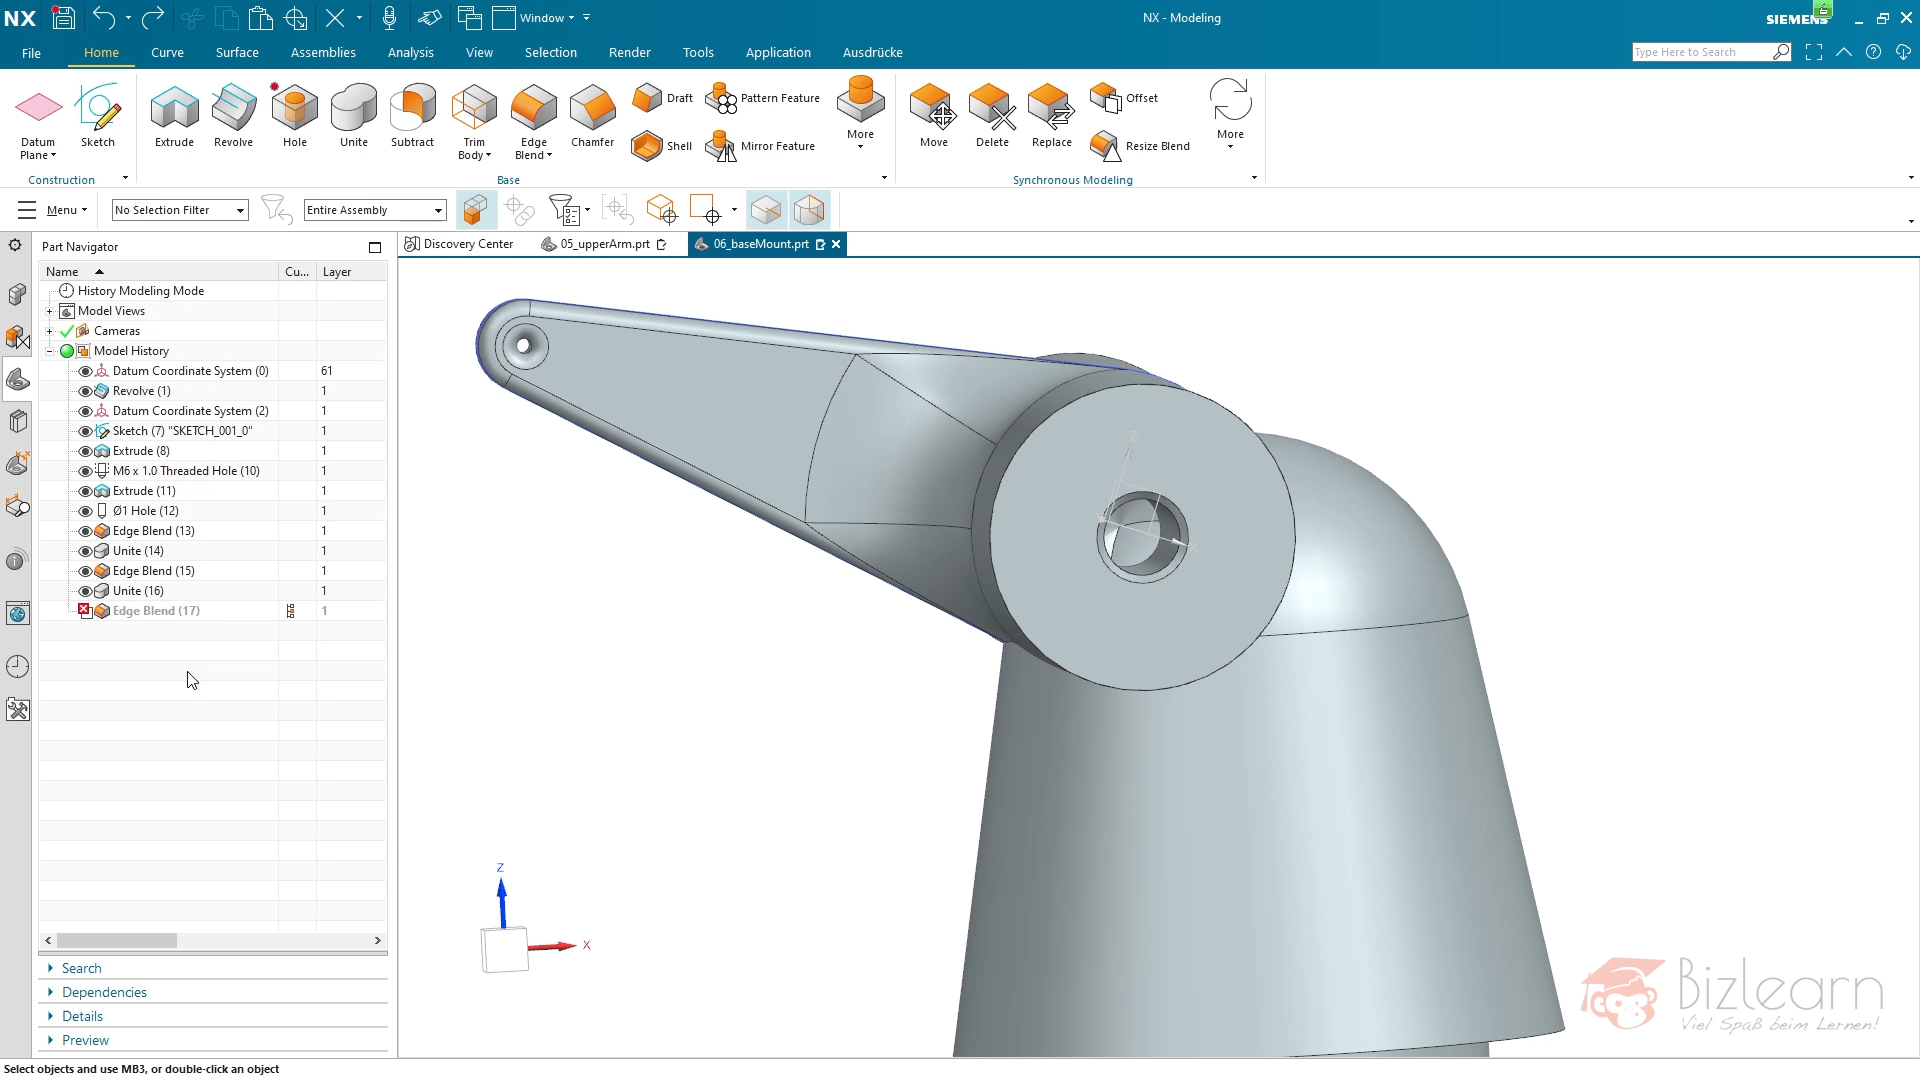 NX
Window
NX - Modeling
SIEMENS
File
Home
Curve
Surface
Assemblies
Analysis
View
Selection
Render
Tools
Application
Ausdrücke
Type Here to Search
Datum Plane
Sketch
Extrude
Revolve
Hole
Unite
Subtract
Trim Body
Edge Blend
Chamfer
Draft
Shell
Pattern Feature
Mirror Feature
More
Move
Delete
Replace
Offset
Resize Blend
More
Construction
Base
Synchronous Modeling
Menu
No Selection Filter
Entire Assembly
Part Navigator
Discovery Center
05_upperArm.prt
06_baseMount.prt
Name
Cu...
Layer
History Modeling Mode
Model Views
Cameras
Model History
Datum Coordinate System (0) 61
Revolve (1) 1
Datum Coordinate System (2) 1
Sketch (7) "SKETCH_001_0" 1
Extrude (8) 1
M6 x 1.0 Threaded Hole (10) 1
Extrude (11) 1
Ø1 Hole (12) 1
Edge Blend (13) 1
Unite (14) 1
Edge Blend (15) 1
Unite (16) 1
Edge Blend (17) 1
Z
X
Z
X
Search
Dependencies
Details
Preview
Bizlearn
Viel Spaß beim Lernen!
Select objects and use MB3, or double-click an object